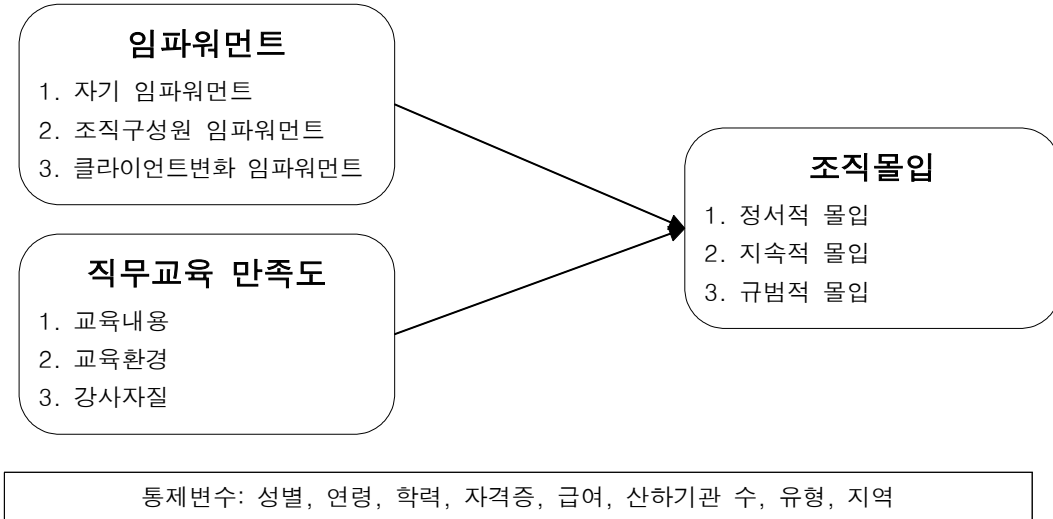 임파워먼트
1. 자기 임파워먼트
2. 조직구성원 임파워먼트
3. 클라이언트변화 임파워먼트
직무교육 만족도
1. 교육내용
2. 교육환경
3. 강사자질
조직몰입
1. 정서적 몰입
2. 지속적 몰입
3. 규범적 몰입
통제변수: 성별, 연령, 학력, 자격증, 급여, 산하기관 수, 유형, 지역